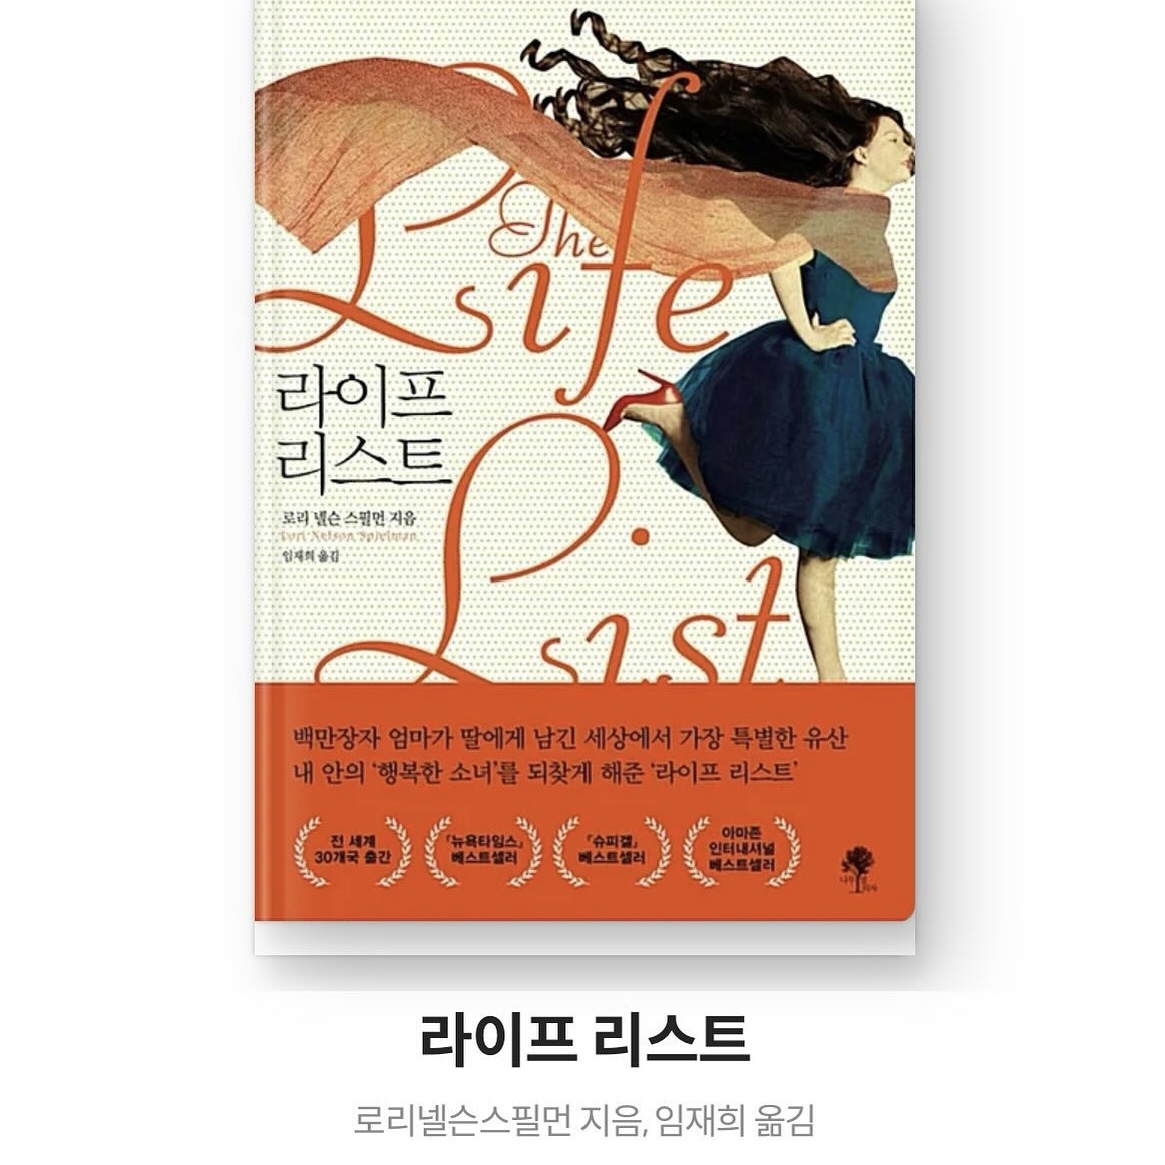 The
Life
라이프
리스트
로리 넬슨 스필먼 지음
Lori Nelson Spielman
임재희 옮김
List
백만장자 엄마가 딸에게 남긴 세상에서 가장 특별한 유산
내 안의 ‘행복한 소녀’를 되찾게 해준 ‘라이프 리스트’
전 세계
30개국 출간
『뉴욕타임스』
베스트셀러
『슈피겔』
베스트셀러
아마존
인터내셔널
베스트셀러
나무옆의자
라이프 리스트
로리넬슨스필먼 지음, 임재희 옮김